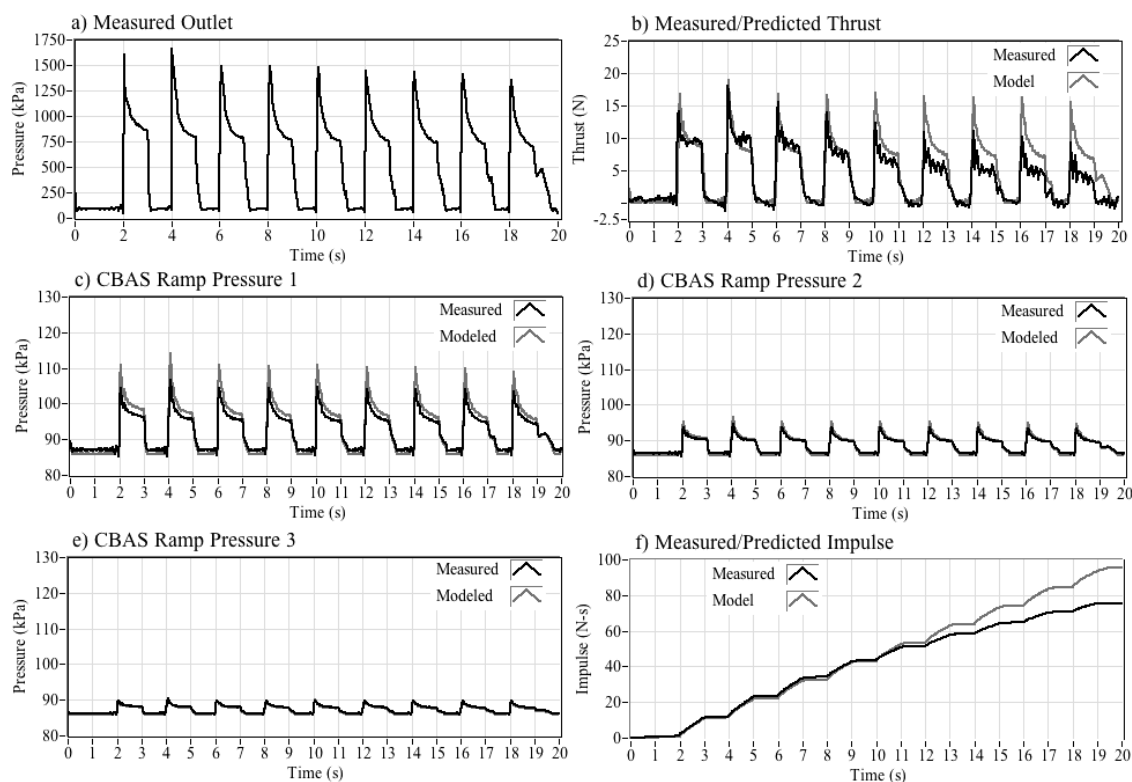 a) Measured Outlet
1750
1500
1250
1000
750
500
250
0
Pressure (kPa)
0 2 4 6 8 10 12 14 16 18 20
Time (s)
b) Measured/Predicted Thrust
Measured
Model
25
20
15
10
5
-2.5
Thrust (N)
0 1 2 3 4 5 6 7 8 9 10 11 12 13 14 15 16 17 18 19 20
Time (s)
c) CBAS Ramp Pressure 1
Measured
Modeled
130
120
110
100
90
80
Pressure (kPa)
0 1 2 3 4 5 6 7 8 9 10 11 12 13 14 15 16 17 18 19 20
Time (s)
d) CBAS Ramp Pressure 2
Measured
Modeled
130
120
110
100
90
80
Pressure (kPa)
0 1 2 3 4 5 6 7 8 9 10 11 12 13 14 15 16 17 18 19 20
Time (s)
e) CBAS Ramp Pressure 3
Measured
Modeled
130
120
110
100
90
80
Pressure (kPa)
0 1 2 3 4 5 6 7 8 9 10 11 12 13 14 15 16 17 18 19 20
Time (s)
f) Measured/Predicted Impulse
Measured
Model
100
80
60
40
20
0
Impulse (N-s)
0 1 2 3 4 5 6 7 8 9 10 11 12 13 14 15 16 17 18 19 20
Time (s)